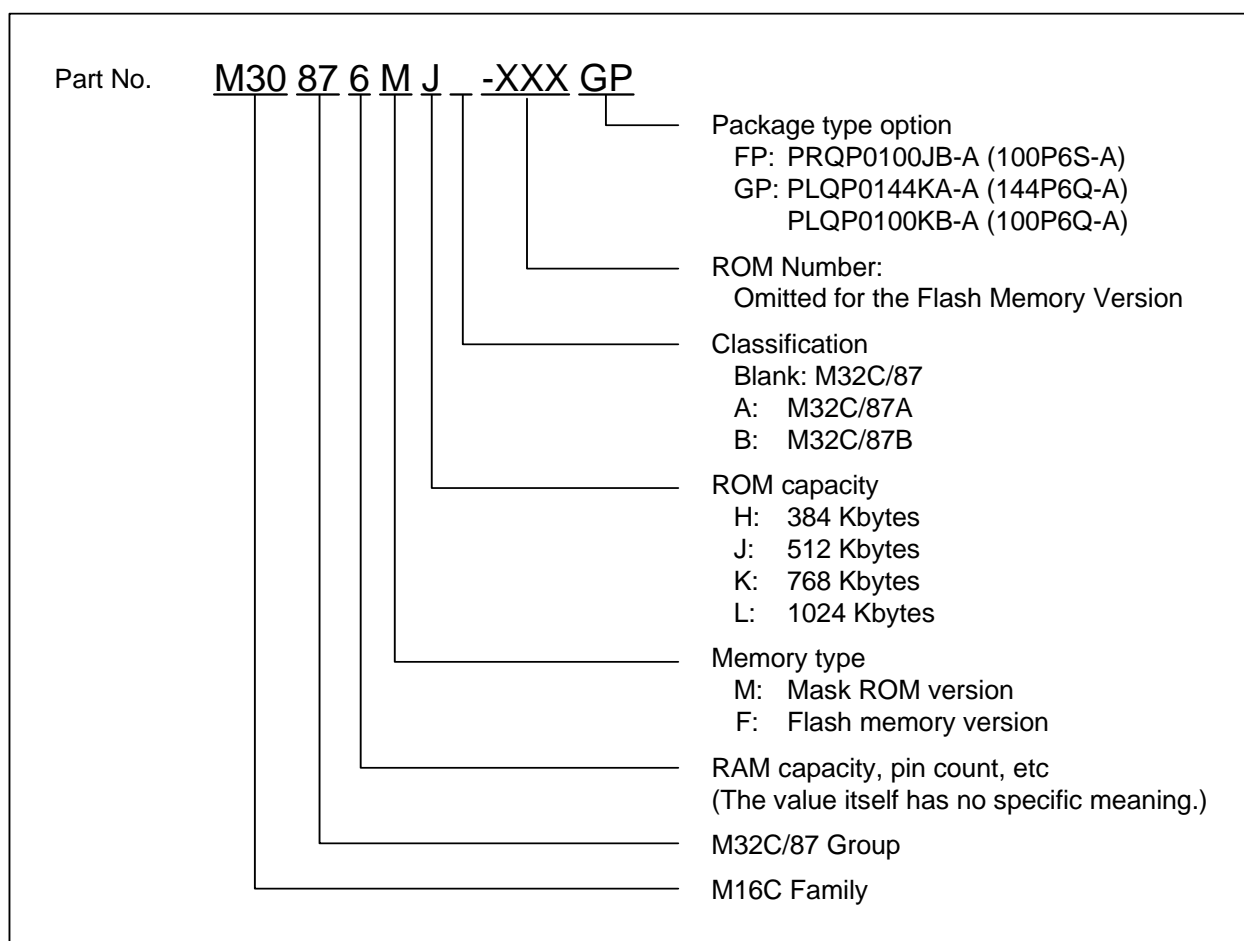 Part No. M30 87 6 M J _ -XXX GP
Package type option
FP: PRQP0100JB-A (100P6S-A)
GP: PLQP0144KA-A (144P6Q-A)
PLQP0100KB-A (100P6Q-A)
ROM Number:
Omitted for the Flash Memory Version
Classification
Blank: M32C/87
A: M32C/87A
B: M32C/87B
ROM capacity
H: 384 Kbytes
J: 512 Kbytes
K: 768 Kbytes
L: 1024 Kbytes
Memory type
M: Mask ROM version
F: Flash memory version
RAM capacity, pin count, etc
(The value itself has no specific meaning.)
M32C/87 Group
M16C Family